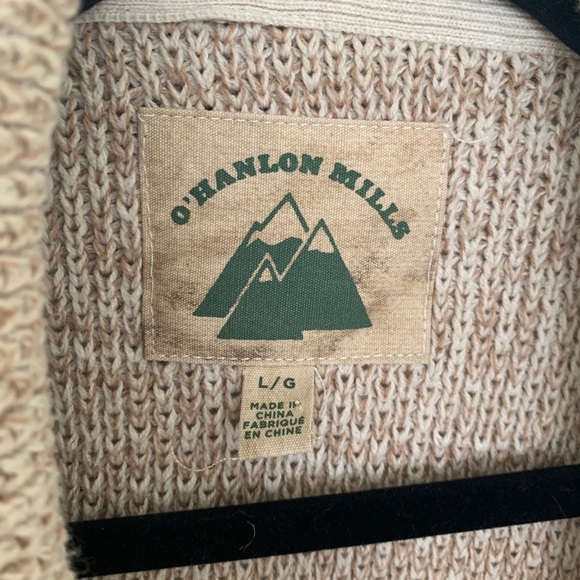 O'HANLON MILLS
L/G
MADE IN
CHINA
FABRIQUÉ
EN CHINE